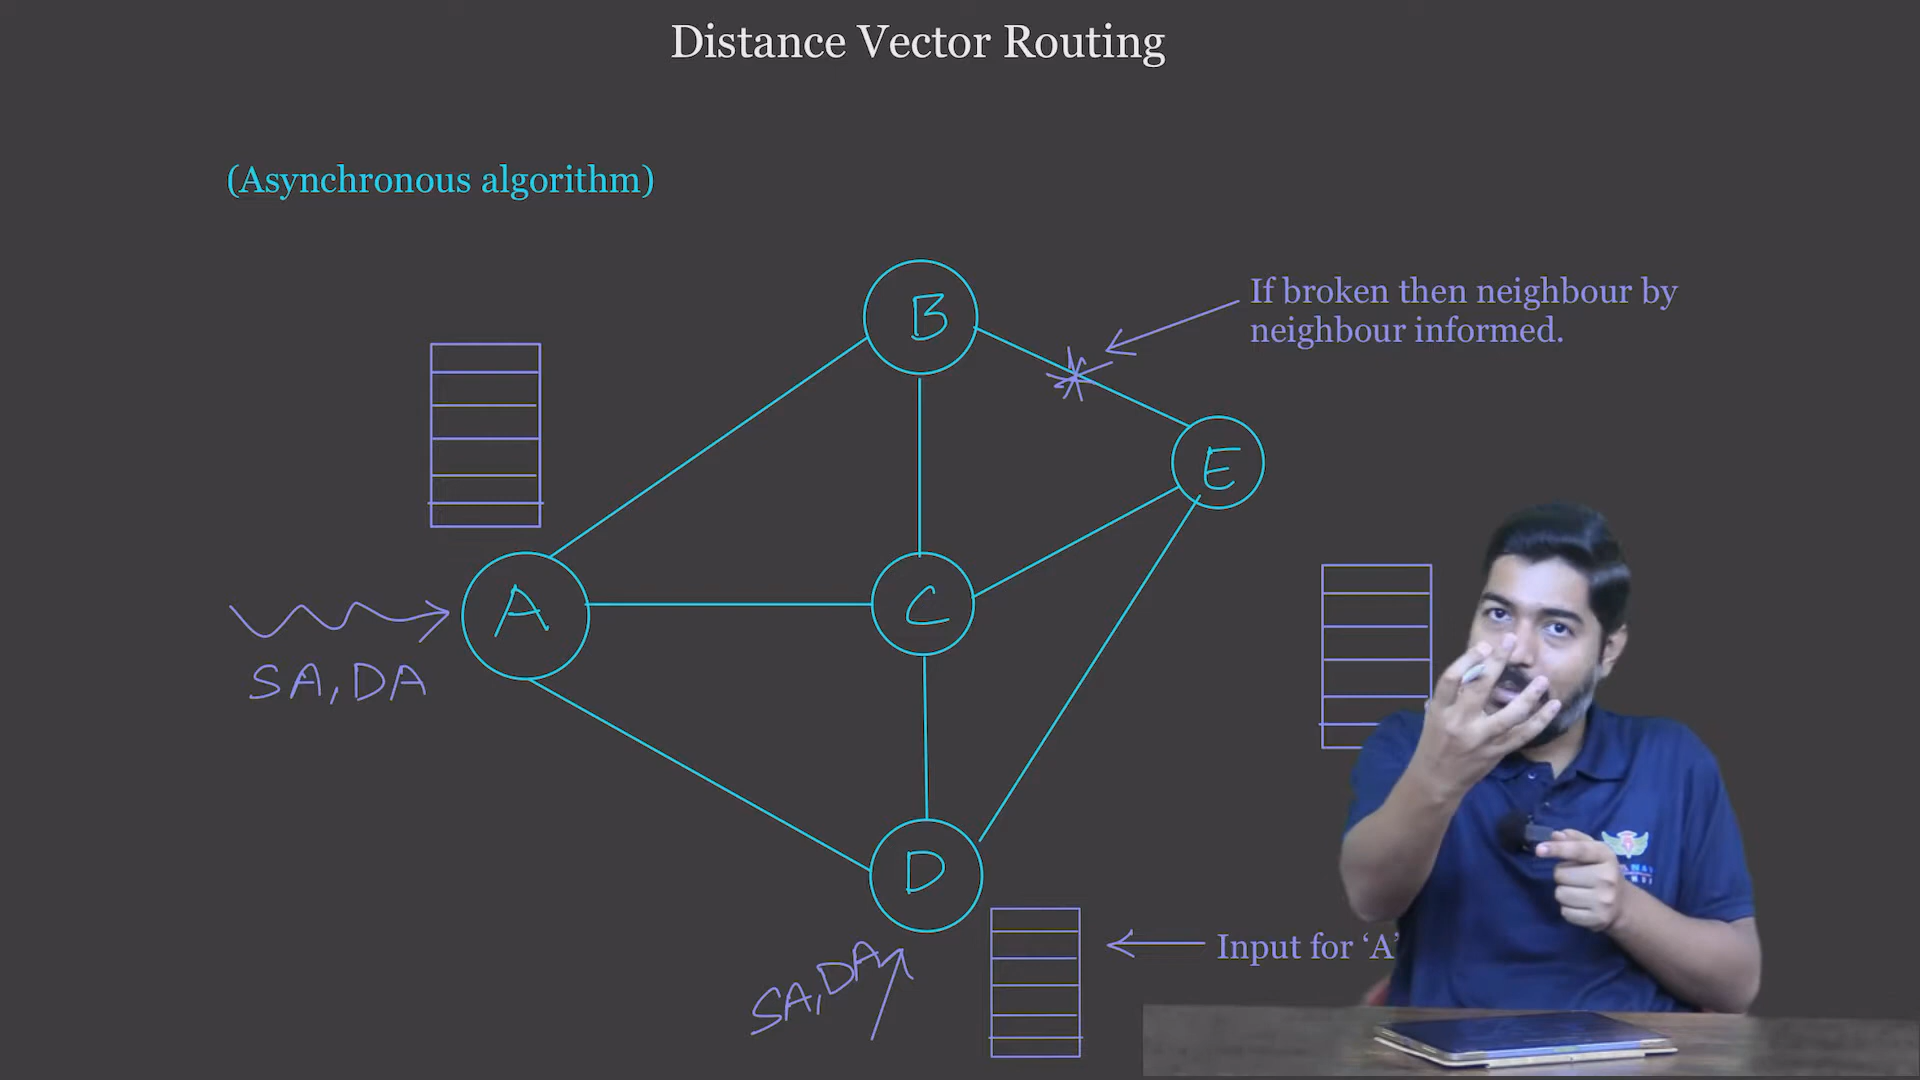 Distance Vector Routing
(Asynchronous algorithm)
B
If broken then neighbour by
neighbour informed.
E
A
C
SA, DA
D
Input for ‘A’
SA, DA